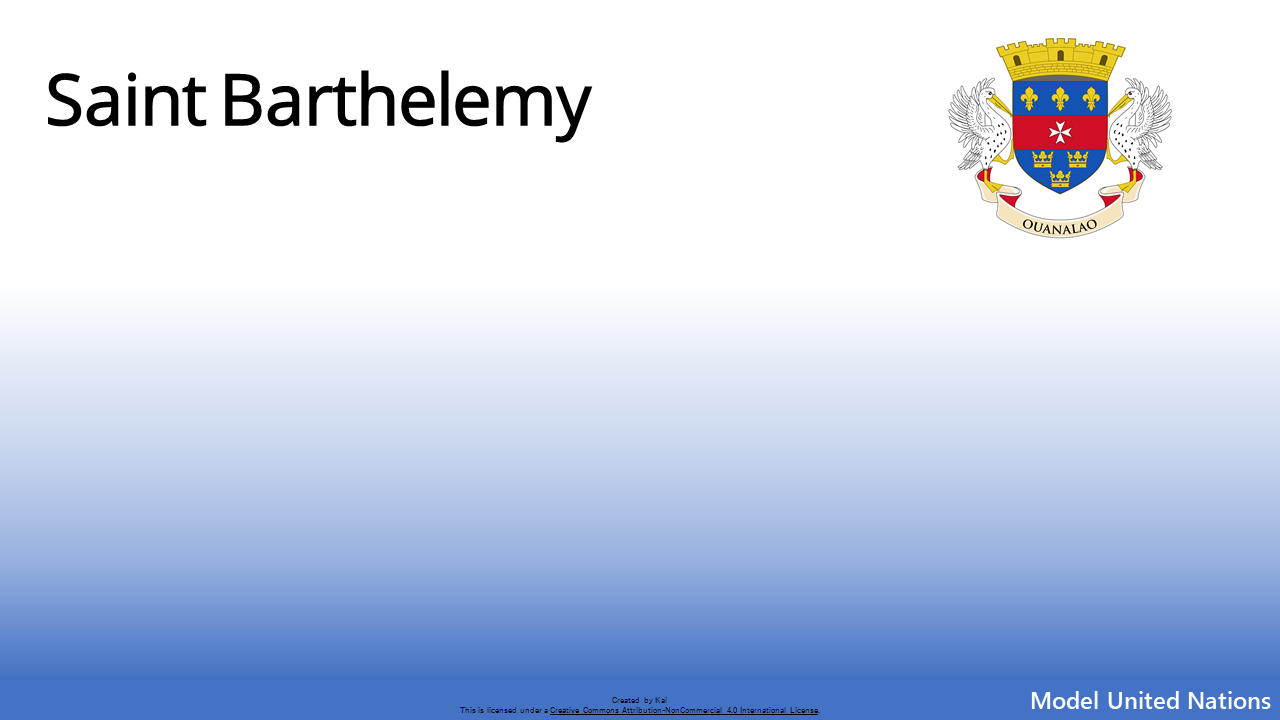 Saint Barthelemy
OUANALAO
Created by Kai
This is licensed under a Creative Commons Attribution-NonCommercial 4.0 International License.
Model United Nations